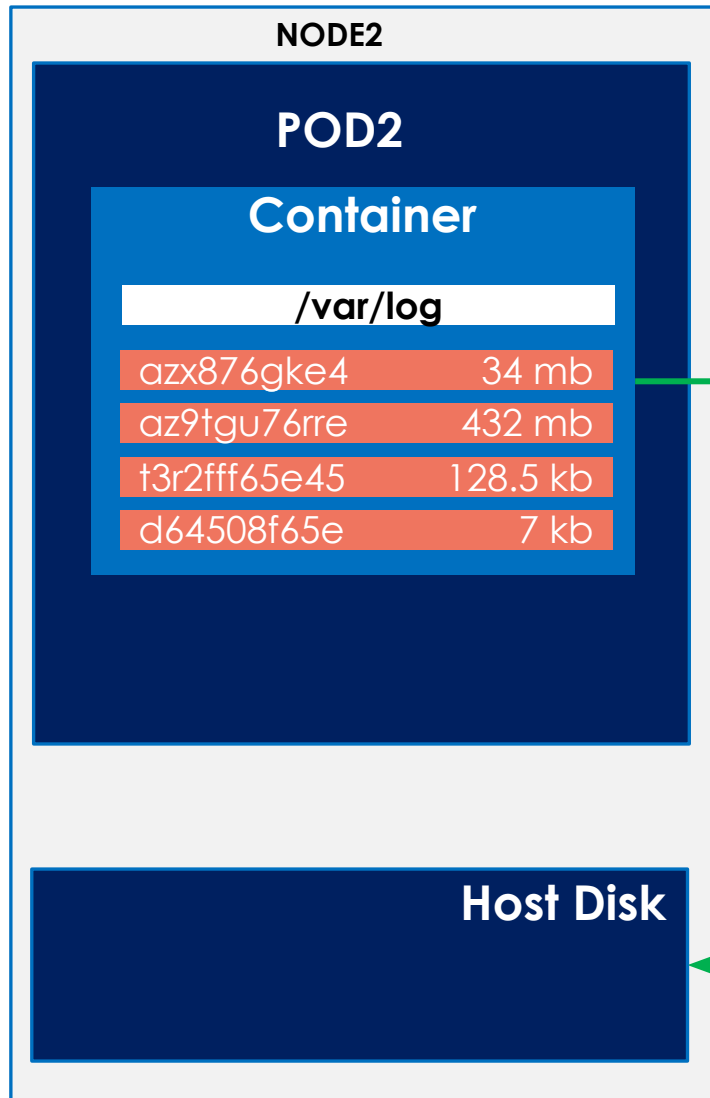 NODE2
POD2
Container
/var/log
azx876gke4 34 mb
az9tgu76rre 432 mb
t3r2fff65e45 128.5 kb
d64508f65e 7 kb
Host Disk